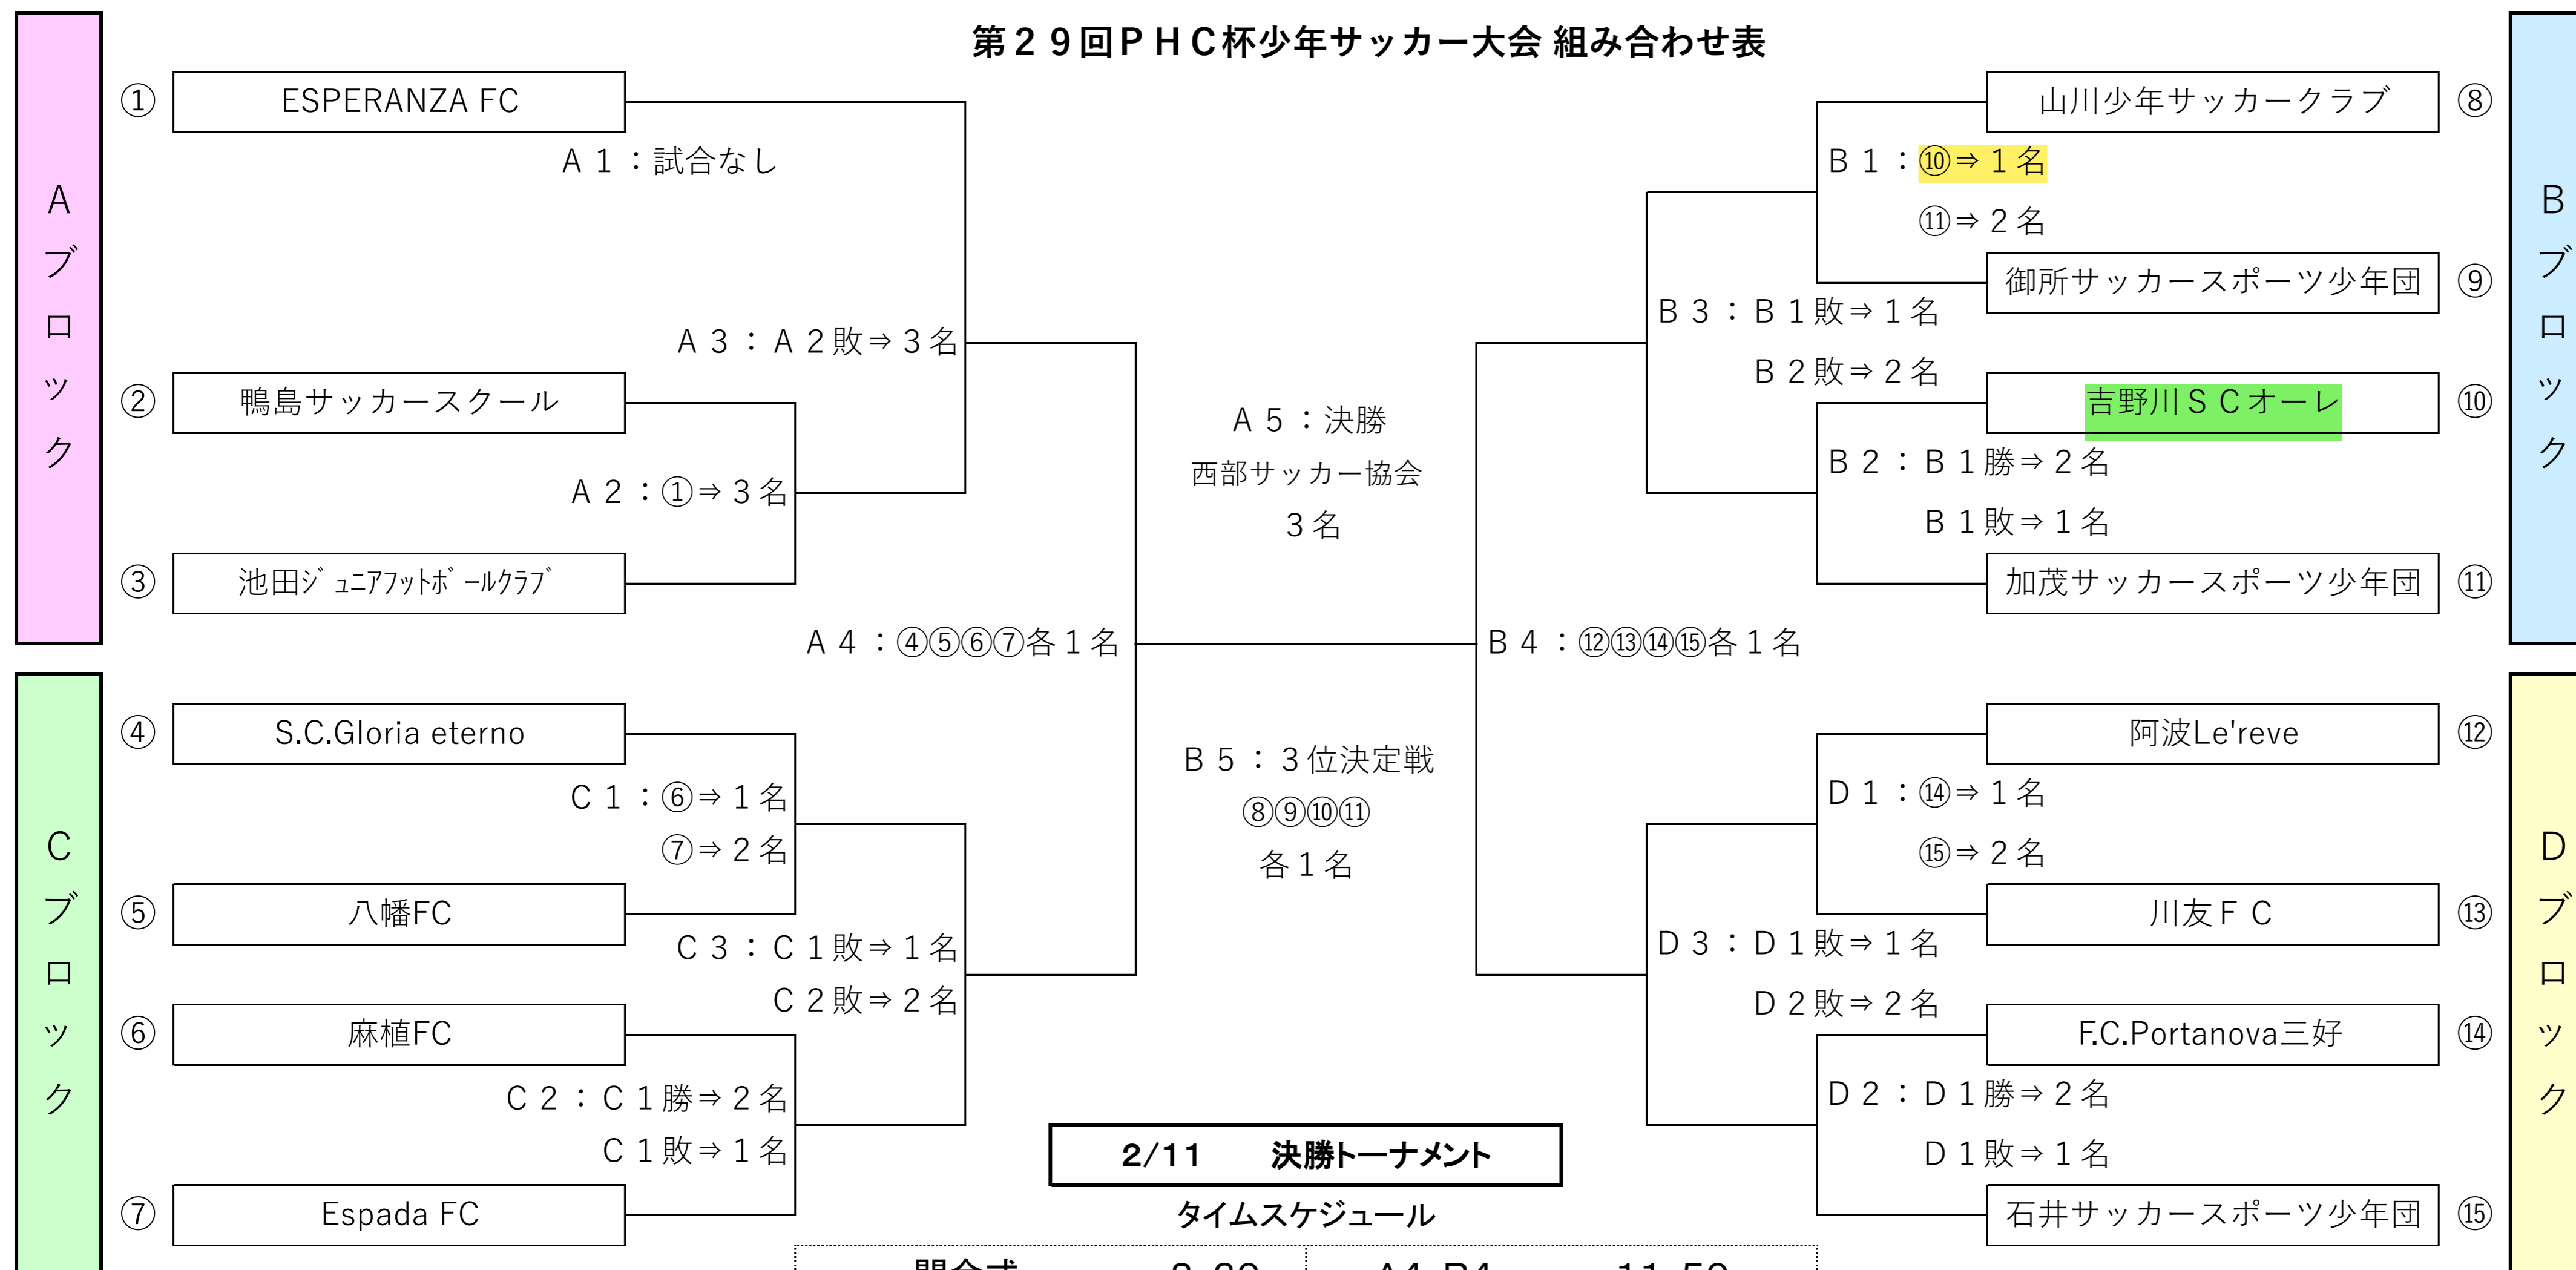 第２９回ＰＨＣ杯少年サッカー大会 組み合わせ表
Ａブロック
① ESPERANZA FC
Ａ１：試合なし
Ａ３：Ａ２敗⇒３名
② 鴨島サッカースクール
Ａ２：①⇒３名
③ 池田ｼﾞｭﾆｱﾌｯﾄﾎﾞｰﾙｸﾗﾌﾞ
Ａ４：④⑤⑥⑦各１名
Ｃブロック
④ S.C.Gloria eterno
Ｃ１：⑥⇒１名
⑦⇒２名
⑤ 八幡FC
Ｃ３：Ｃ１敗⇒１名
Ｃ２敗⇒２名
⑥ 麻植FC
Ｃ２：Ｃ１勝⇒２名
Ｃ１敗⇒１名
⑦ Espada FC
Ａ５：決勝
西部サッカー協会
３名
Ｂ５：３位決定戦
⑧⑨⑩⑪
各１名
Ｂブロック
山川少年サッカークラブ ⑧
Ｂ１：⑩⇒１名
⑪⇒２名
御所サッカースポーツ少年団 ⑨
Ｂ３：Ｂ１敗⇒１名
Ｂ２敗⇒２名
吉野川ＳＣオーレ ⑩
Ｂ２：Ｂ１勝⇒２名
Ｂ１敗⇒１名
加茂サッカースポーツ少年団 ⑪
Ｂ４：⑫⑬⑭⑮各１名
Ｄブロック
阿波Le'reve ⑫
Ｄ１：⑭⇒１名
⑮⇒２名
川友ＦＣ ⑬
Ｄ３：Ｄ１敗⇒１名
Ｄ２敗⇒２名
F.C.Portanova三好 ⑭
Ｄ２：Ｄ１勝⇒２名
Ｄ１敗⇒１名
石井サッカースポーツ少年団 ⑮
2/11 決勝トーナメント
タイムスケジュール